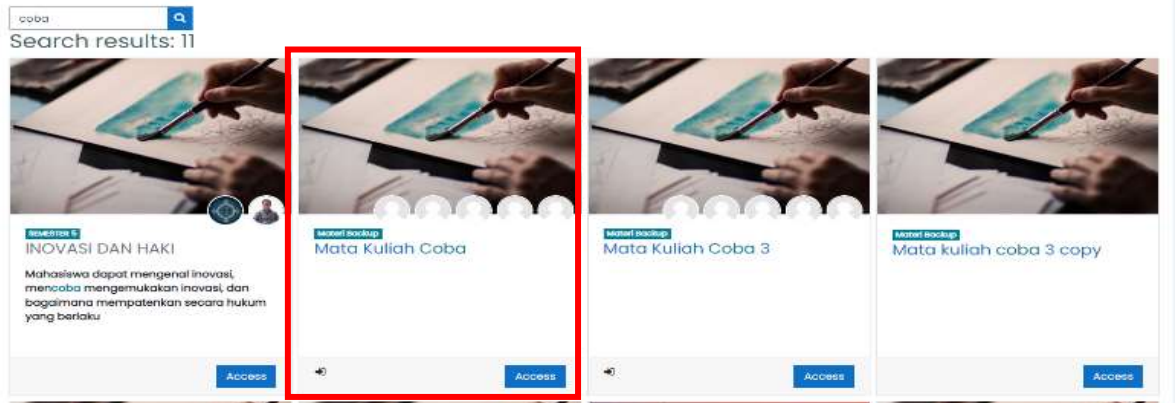 coba
Search results: 11
SEMESTER 5
INOVASI DAN HAKI
Mahasiswa dapat mengenal inovasi,
mencoba mengemukakan inovasi, dan
bagaimana mempatenkan secara hukum
yang berlaku
Access
Materi Backup
Mata Kuliah Coba
Access
Materi Backup
Mata Kuliah Coba 3
Access
Materi Backup
Mata kuliah coba 3 copy
Access